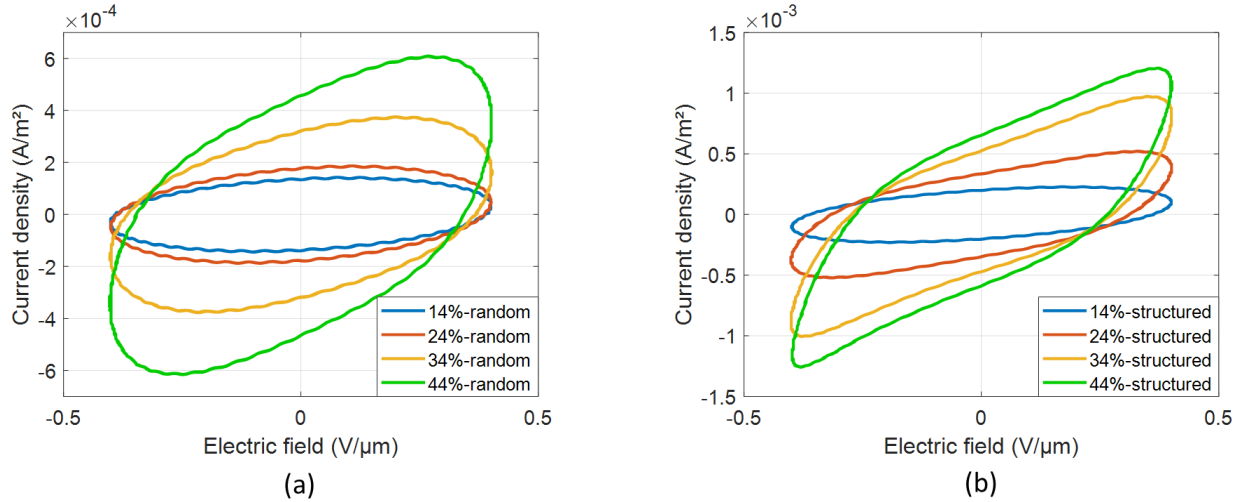 ×10⁻⁴
6
4
2
0
-2
-4
-6
-0.5 0 0.5
Current density (A/m²)
Electric field (V/µm)
14%-random
24%-random
34%-random
44%-random
(a)
×10⁻³
1.5
1
0.5
0
-0.5
-1
-1.5
-0.5 0 0.5
Current density (A/m²)
Electric field (V/µm)
14%-structured
24%-structured
34%-structured
44%-structured
(b)